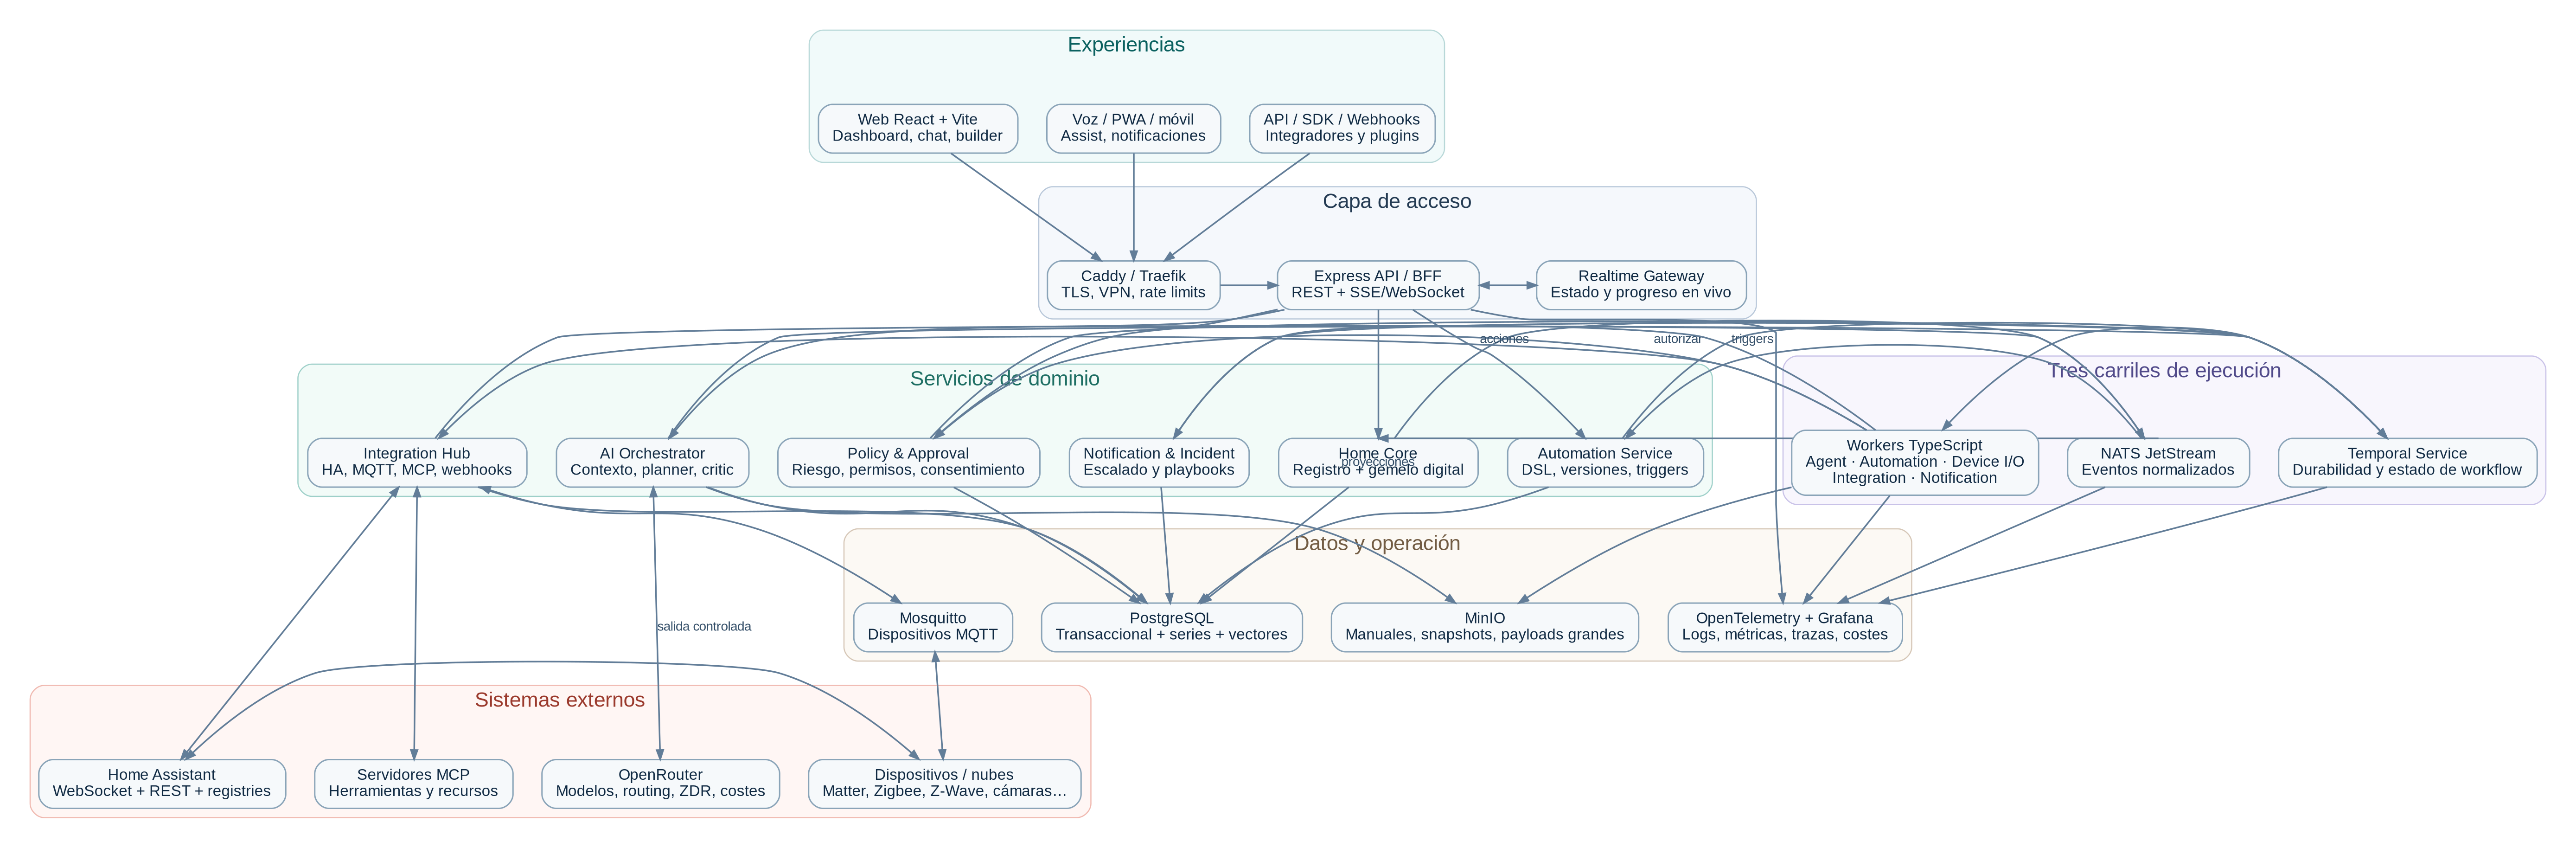 Experiencias
Web React + Vite
Dashboard, chat, builder
Voz / PWA / móvil
Assist, notificaciones
API / SDK / Webhooks
Integradores y plugins
Capa de acceso
Caddy / Traefik
TLS, VPN, rate limits
Express API / BFF
REST + SSE/WebSocket
Realtime Gateway
Estado y progreso en vivo
acciones
autorizar
triggers
Servicios de dominio
Integration Hub
HA, MQTT, MCP, webhooks
AI Orchestrator
Contexto, planner, critic
Policy & Approval
Riesgo, permisos, consentimiento
Notification & Incident
Escalado y playbooks
Home Core
Registro + gemelo digital
proyecciones
Automation Service
DSL, versiones, triggers
Tres carriles de ejecución
Workers TypeScript
Agent · Automation · Device I/O
Integration · Notification
NATS JetStream
Eventos normalizados
Temporal Service
Durabilidad y estado de workflow
Datos y operación
Mosquitto
Dispositivos MQTT
PostgreSQL
Transaccional + series + vectores
MinIO
Manuales, snapshots, payloads grandes
OpenTelemetry + Grafana
Logs, métricas, trazas, costes
salida controlada
Sistemas externos
Home Assistant
WebSocket + REST + registries
Servidores MCP
Herramientas y recursos
OpenRouter
Modelos, routing, ZDR, costes
Dispositivos / nubes
Matter, Zigbee, Z-Wave, cámaras…